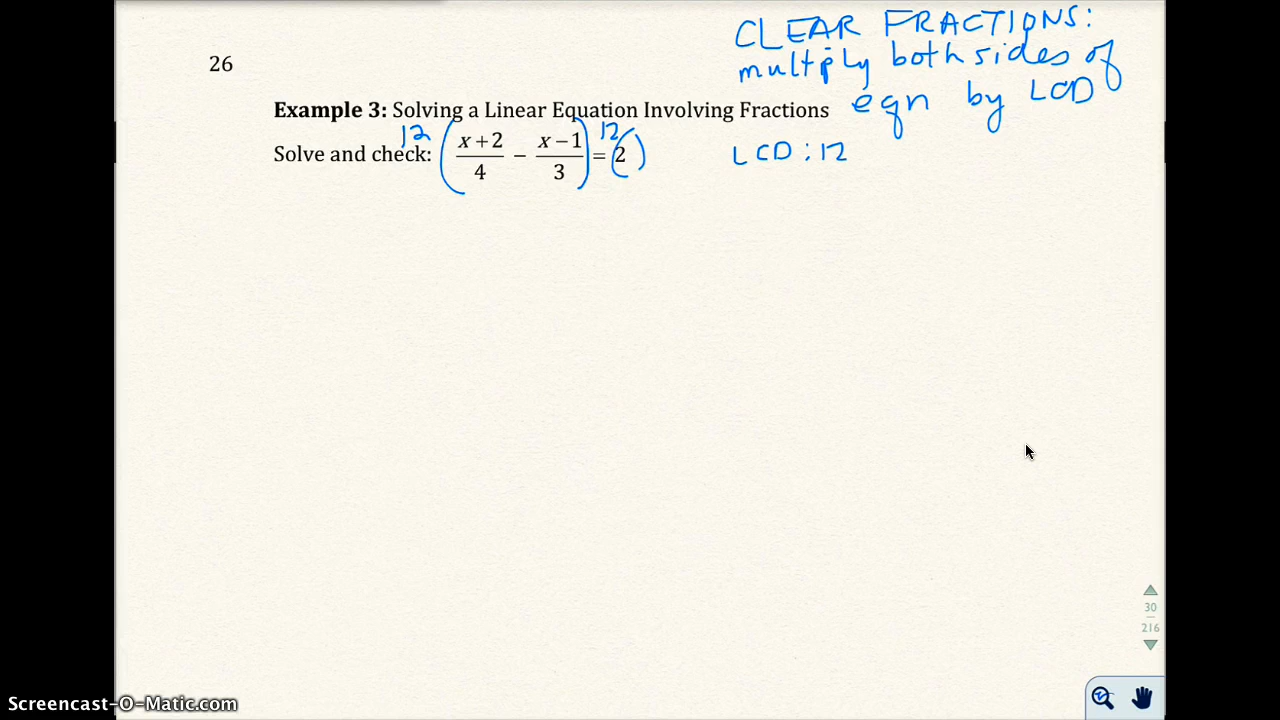 CLEAR FRACTIONS:
multiply both sides of
eqn by LCD
26
Example 3: Solving a Linear Equation Involving Fractions
Solve and check: 12 ( x + 2 / 4 − x − 1 / 3 ) = 12 ( 2 )
LCD : 12
30
216
Screencast-O-Matic.com